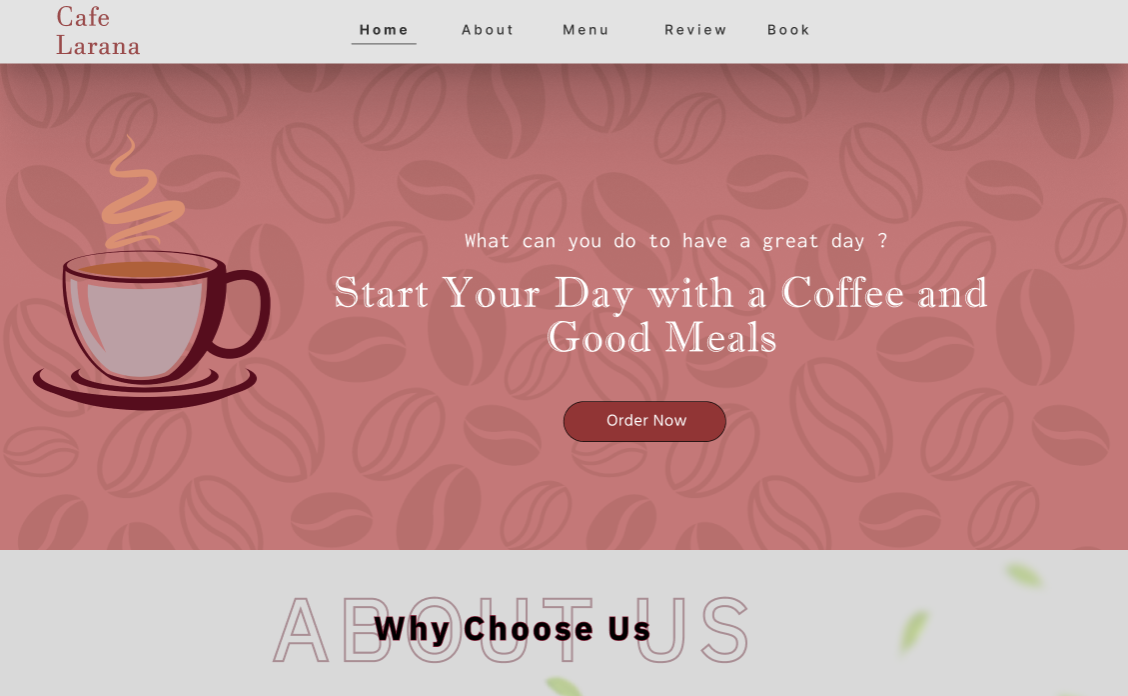 Cafe
Larana
Home About Menu Review Book
What can you do to have a great day ?
Start Your Day with a Coffee and
Good Meals
Order Now
ABOUT US
Why Choose Us